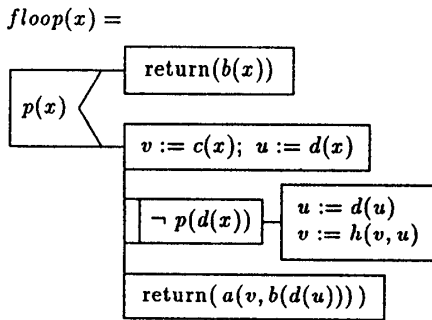 floop(x) =
return(b(x))
p(x)
v := c(x); u := d(x)
¬ p(d(x))
u := d(u)
v := h(v, u)
return( a(v, b(d(u))))